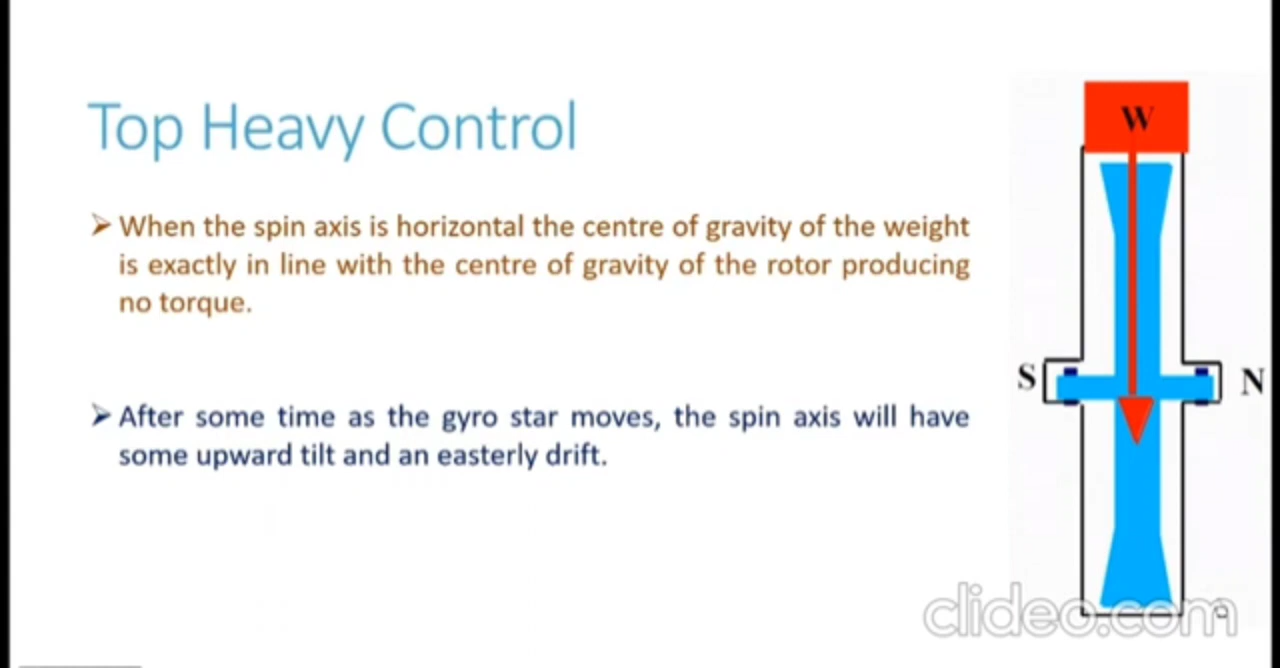 Top Heavy Control
➢ When the spin axis is horizontal the centre of gravity of the weight
is exactly in line with the centre of gravity of the rotor producing
no torque.
➢ After some time as the gyro star moves, the spin axis will have
some upward tilt and an easterly drift.
W
S
N
clideo.com